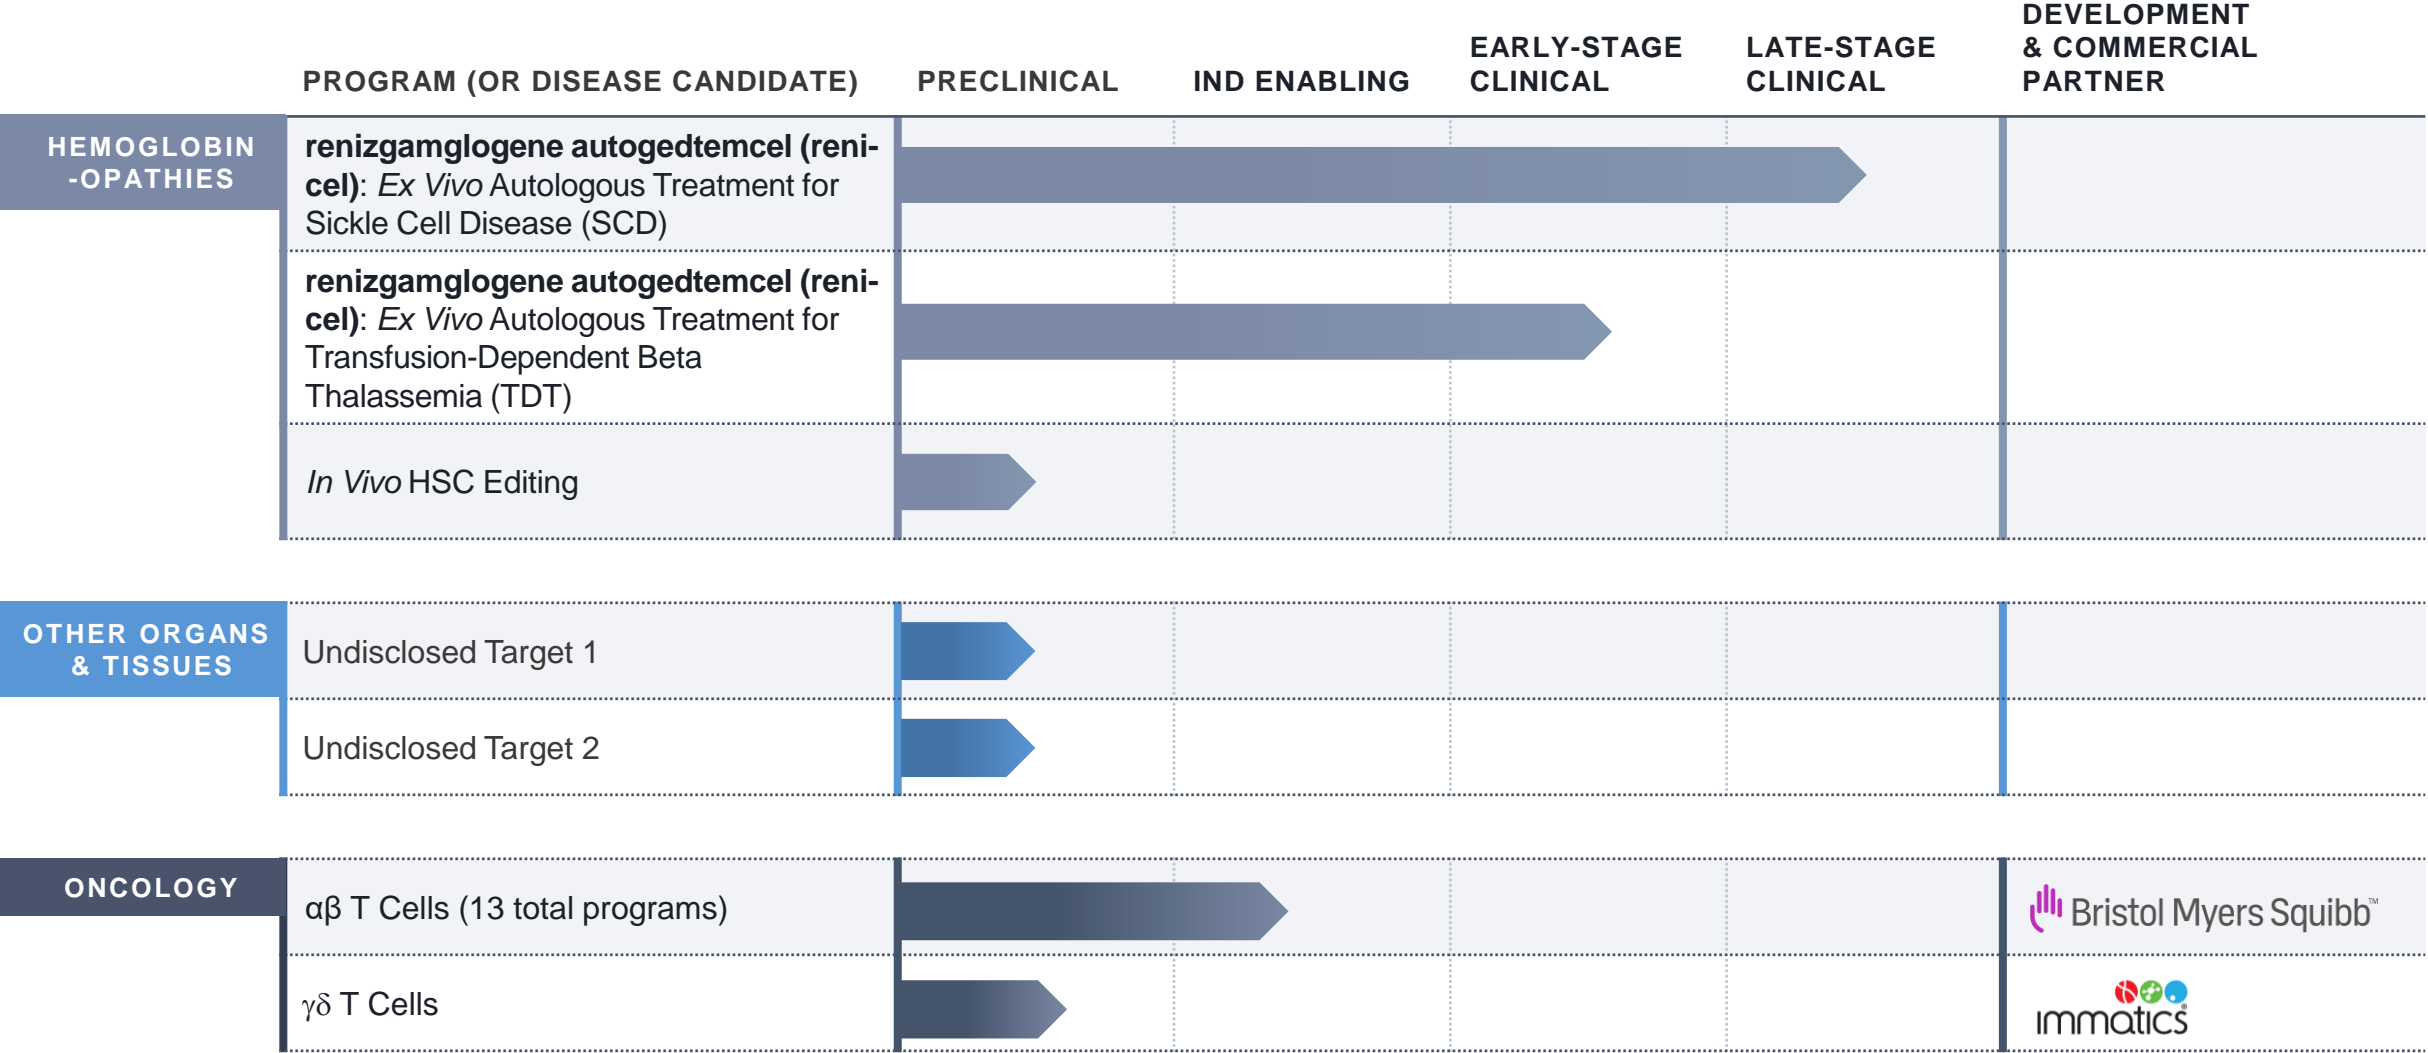 PROGRAM (OR DISEASE CANDIDATE)
PRECLINICAL
IND ENABLING
EARLY-STAGE
CLINICAL
LATE-STAGE
CLINICAL
DEVELOPMENT
& COMMERCIAL
PARTNER
HEMOGLOBIN
-OPATHIES
renizgamglogene autogedtemcel (reni-
cel): Ex Vivo Autologous Treatment for
Sickle Cell Disease (SCD)
renizgamglogene autogedtemcel (reni-
cel): Ex Vivo Autologous Treatment for
Transfusion-Dependent Beta
Thalassemia (TDT)
In Vivo HSC Editing
OTHER ORGANS
& TISSUES
Undisclosed Target 1
Undisclosed Target 2
ONCOLOGY
αβ T Cells (13 total programs)
Bristol Myers Squibb™
γδ T Cells
immatics®